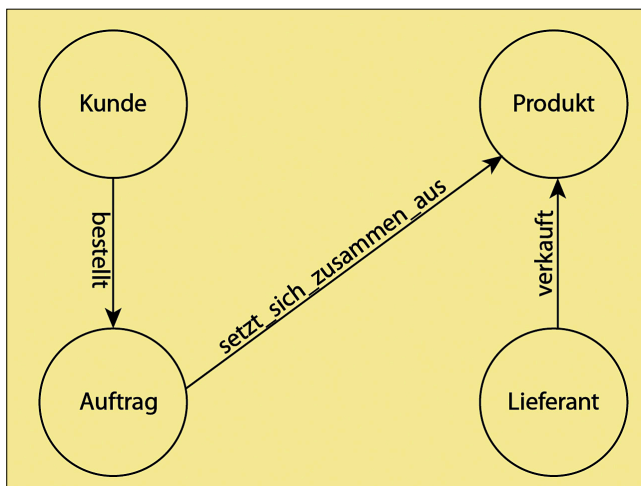 Kunde
Produkt
bestellt
setzt_sich_zusammen_aus
verkauft
Auftrag
Lieferant